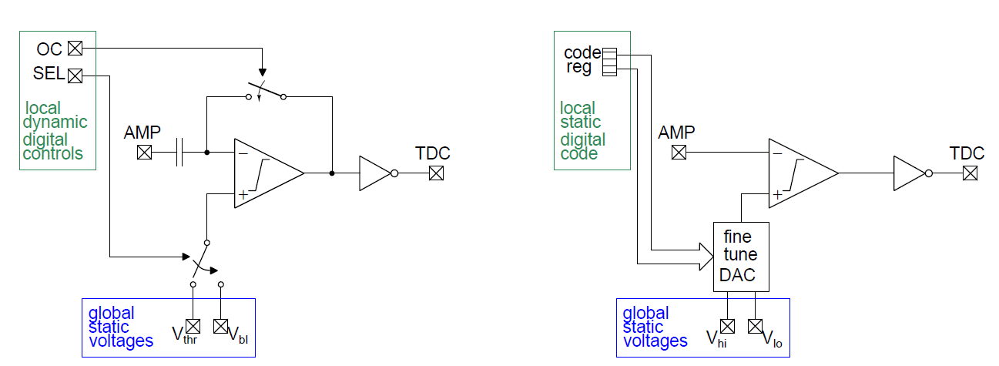 OC
SEL
local
dynamic
digital
controls
AMP
−
+
TDC
global
static
voltages
Vthr
Vbl
code
reg
local
static
digital
code
AMP
−
+
TDC
fine
tune
DAC
global
static
voltages
Vhi
Vlo